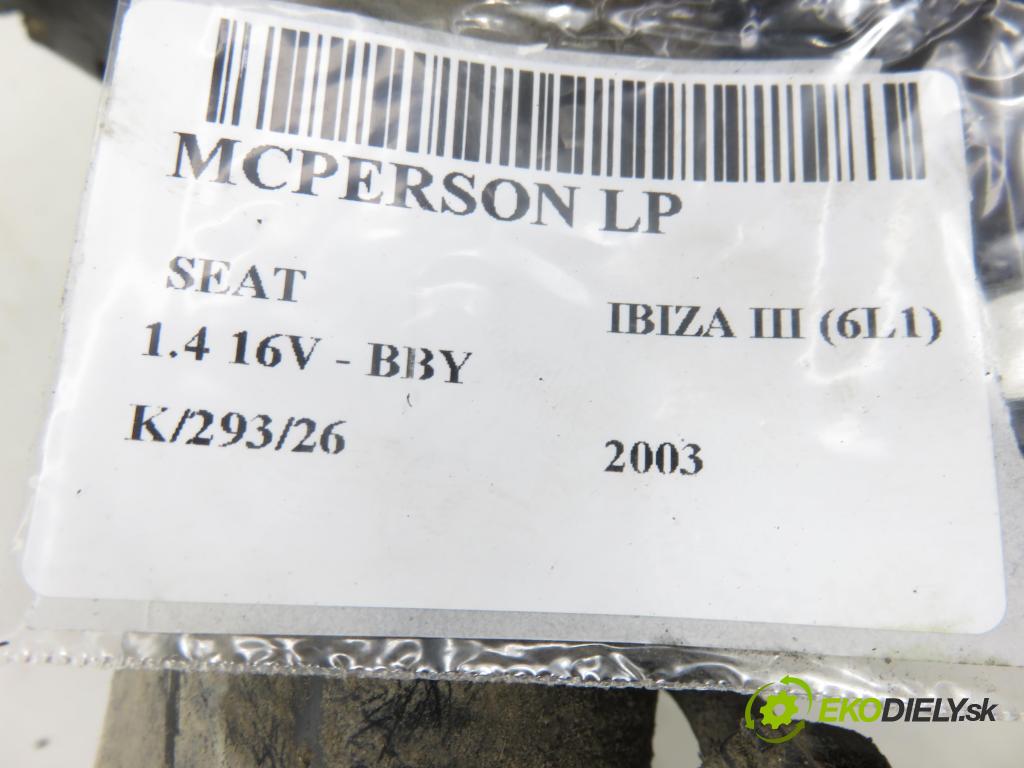 MCPERSON LP
SEAT
IBIZA III (6L1)
1.4 16V - BBY
K/293/26
2003
EKODIELY.sk